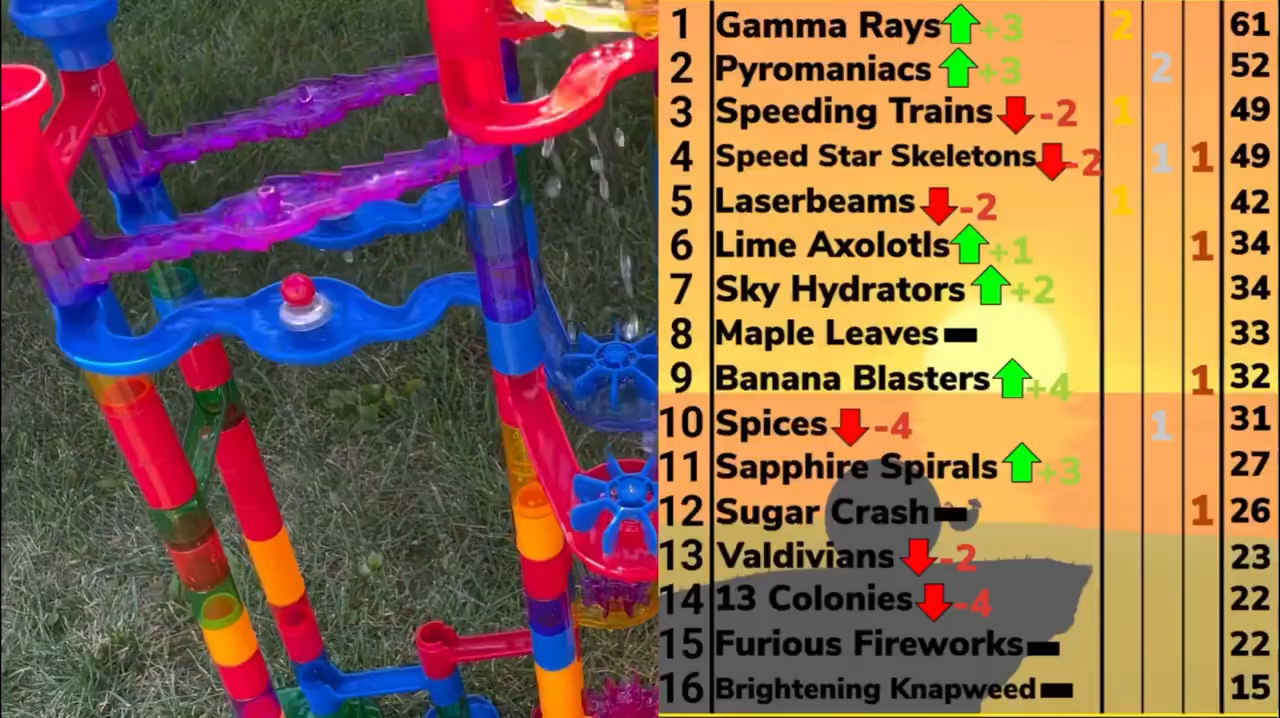 1 Gamma Rays +3 2 61
2 Pyromaniacs +3 2 52
3 Speeding Trains -2 1 49
4 Speed Star Skeletons -2 1 1 49
5 Laserbeams -2 1 42
6 Lime Axolotls +1 1 34
7 Sky Hydrators +2 34
8 Maple Leaves 33
9 Banana Blasters +4 1 32
10 Spices -4 1 31
11 Sapphire Spirals +3 27
12 Sugar Crash 1 26
13 Valdivians -2 23
14 13 Colonies -4 22
15 Furious Fireworks 22
16 Brightening Knapweed 15